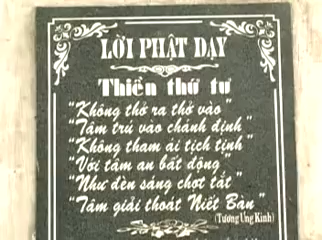 LỜI PHẬT DẠY
Thiền thứ tư
"Không thở ra thở vào"
"Tâm trú vào chánh định"
"Không tham ái tịch tịnh"
"Với tâm an bất động"
"Như đèn sáng chợt tắt"
"Tâm giải thoát Niết Bàn"
(Tương Ưng Kinh)